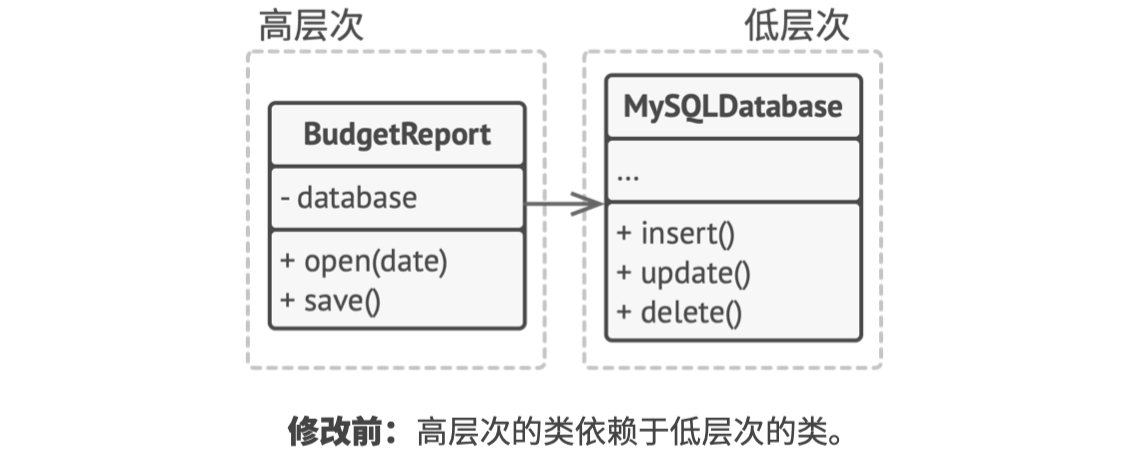 高层次
低层次
BudgetReport
- database
+ open(date)
+ save()
MySQLDatabase
...
+ insert()
+ update()
+ delete()
修改前：高层次的类依赖于低层次的类。